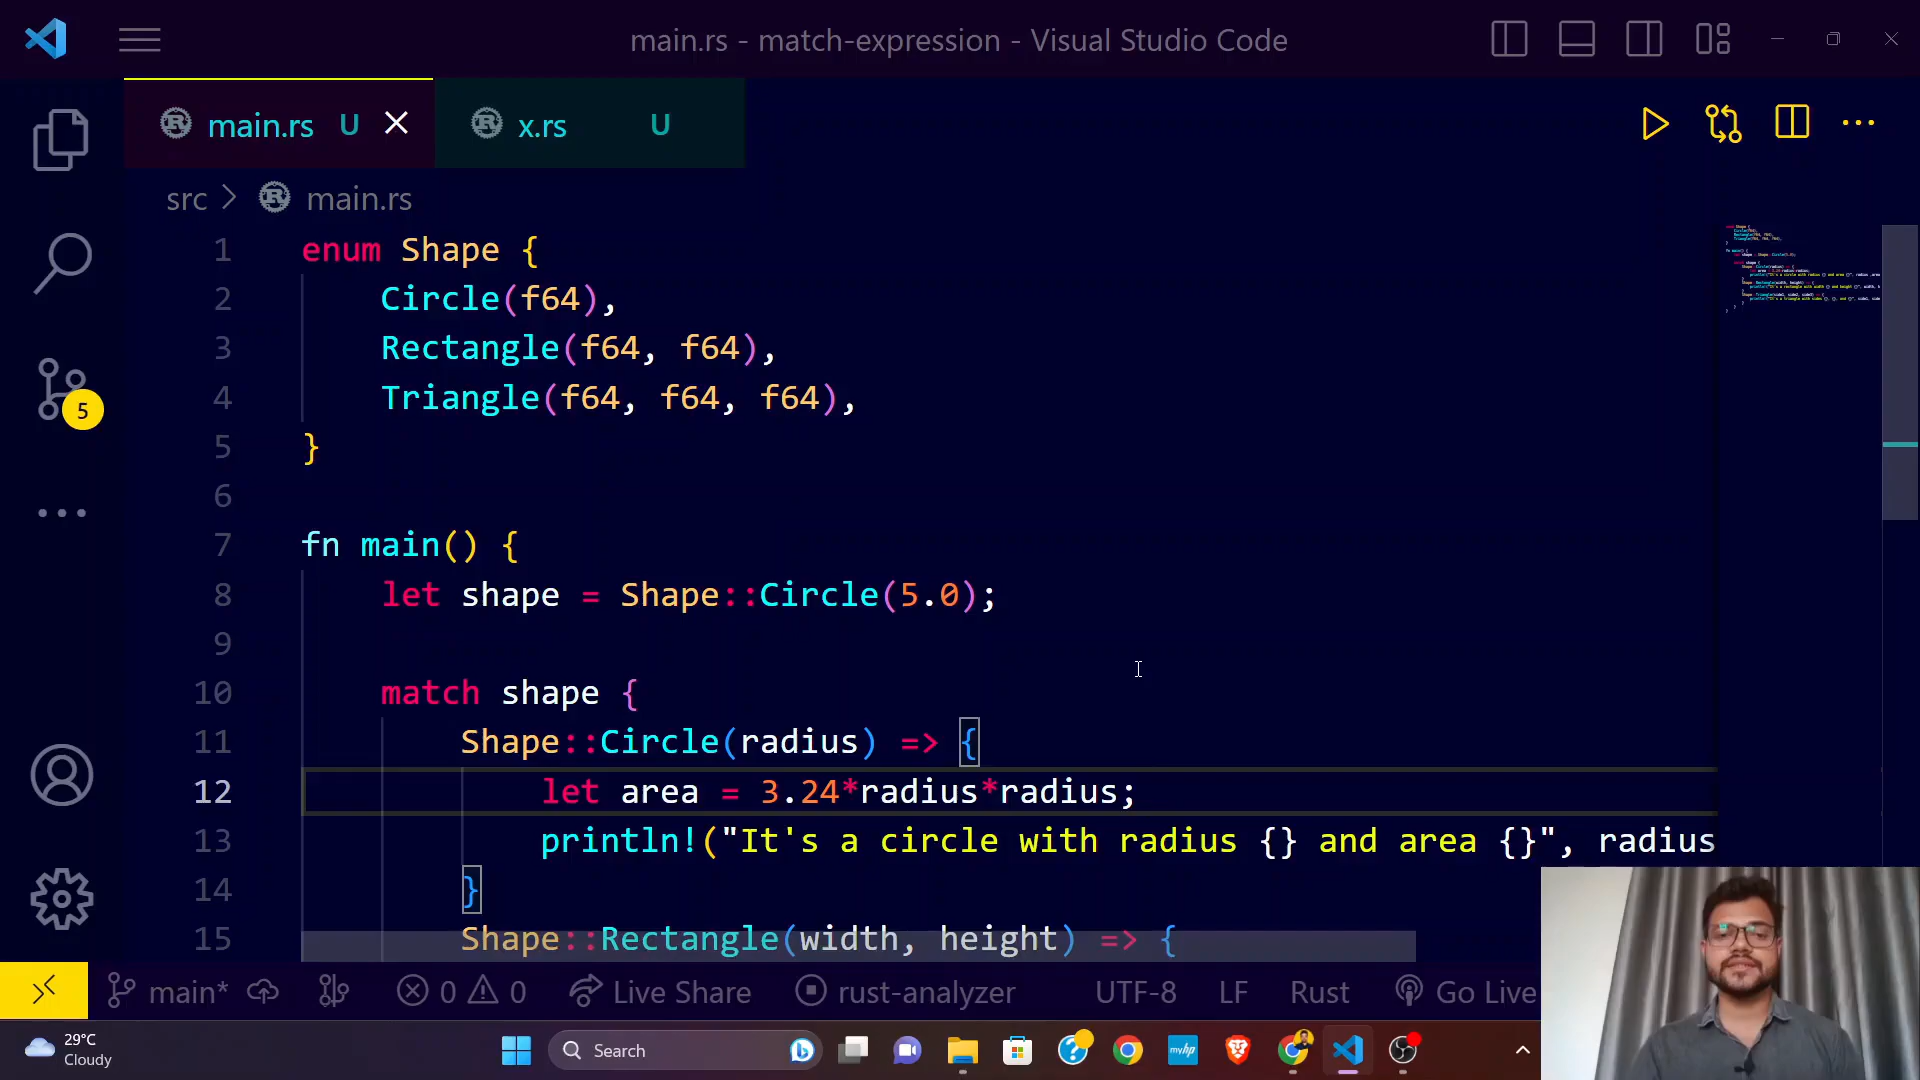 main.rs - match-expression - Visual Studio Code
main.rs U
x.rs U
src > main.rs
1 enum Shape {
2 Circle(f64),
3 Rectangle(f64, f64),
4 Triangle(f64, f64, f64),
5 }
6
7 fn main() {
8 let shape = Shape::Circle(5.0);
9
10 match shape {
11 Shape::Circle(radius) => {
12 let area = 3.24*radius*radius;
13 println!("It's a circle with radius {} and area {}", radius
14 }
15 Shape::Rectangle(width, height) => {
5
main* 0 0 Live Share rust-analyzer UTF-8 LF Rust Go Live
29°C
Cloudy
Search
myhp